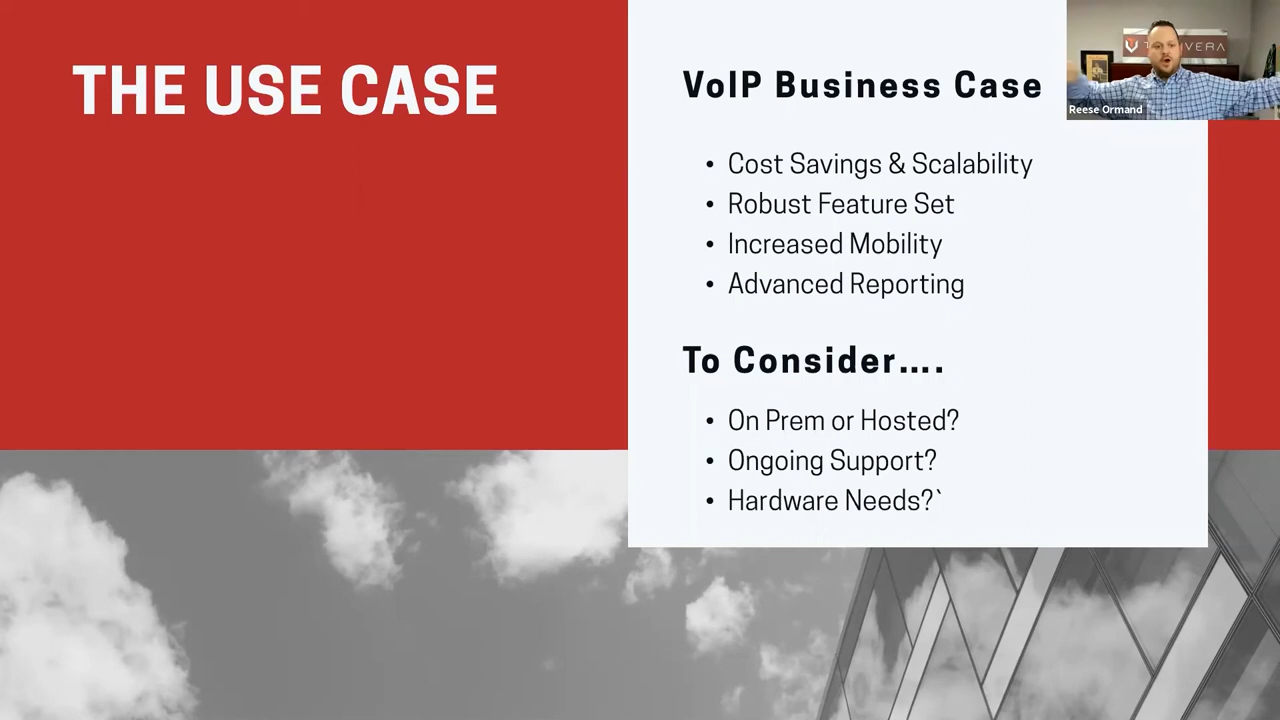 THE USE CASE
VoIP Business Case
• Cost Savings & Scalability
• Robust Feature Set
• Increased Mobility
• Advanced Reporting
To Consider....
• On Prem or Hosted?
• Ongoing Support?
• Hardware Needs?`
Reese Ormand